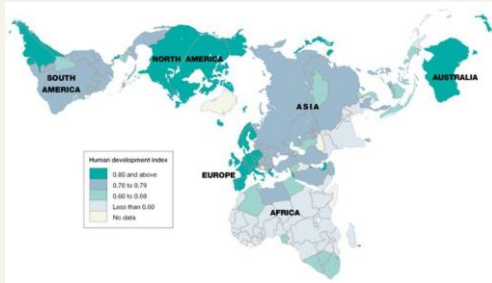 NORTH AMERICA
SOUTH
AMERICA
ASIA
AUSTRALIA
EUROPE
AFRICA
Human development index
0.80 and above
0.70 to 0.79
0.60 to 0.69
Less than 0.60
No data